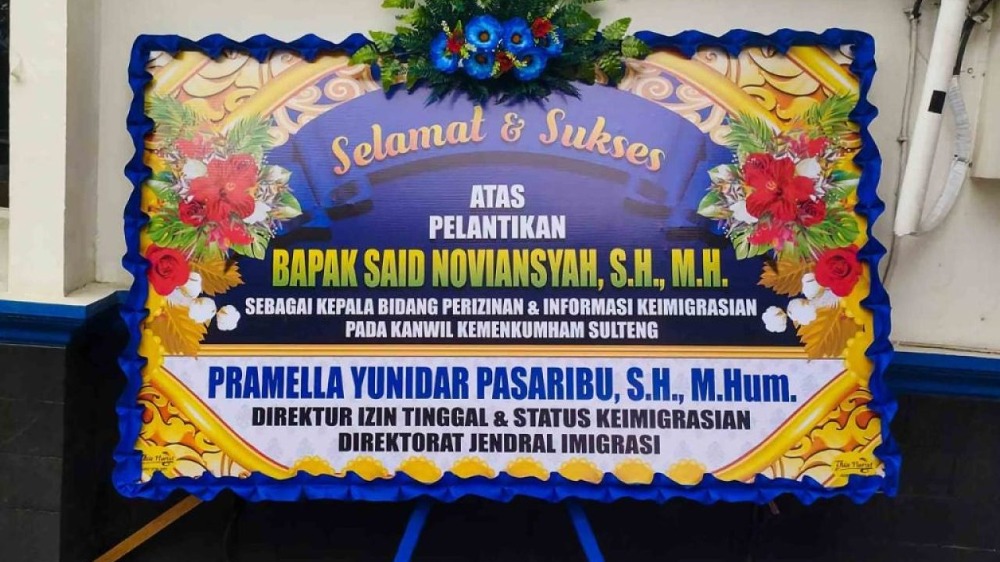 Selamat & Sukses
ATAS
PELANTIKAN
BAPAK SAID NOVIANSYAH, S.H., M.H.
SEBAGAI KEPALA BIDANG PERIZINAN & INFORMASI KEIMIGRASIAN
PADA KANWIL KEMENKUMHAM SULTENG
PRAMELLA YUNIDAR PASARIBU, S.H., M.Hum.
DIREKTUR IZIN TINGGAL & STATUS KEIMIGRASIAN
DIREKTORAT JENDRAL IMIGRASI